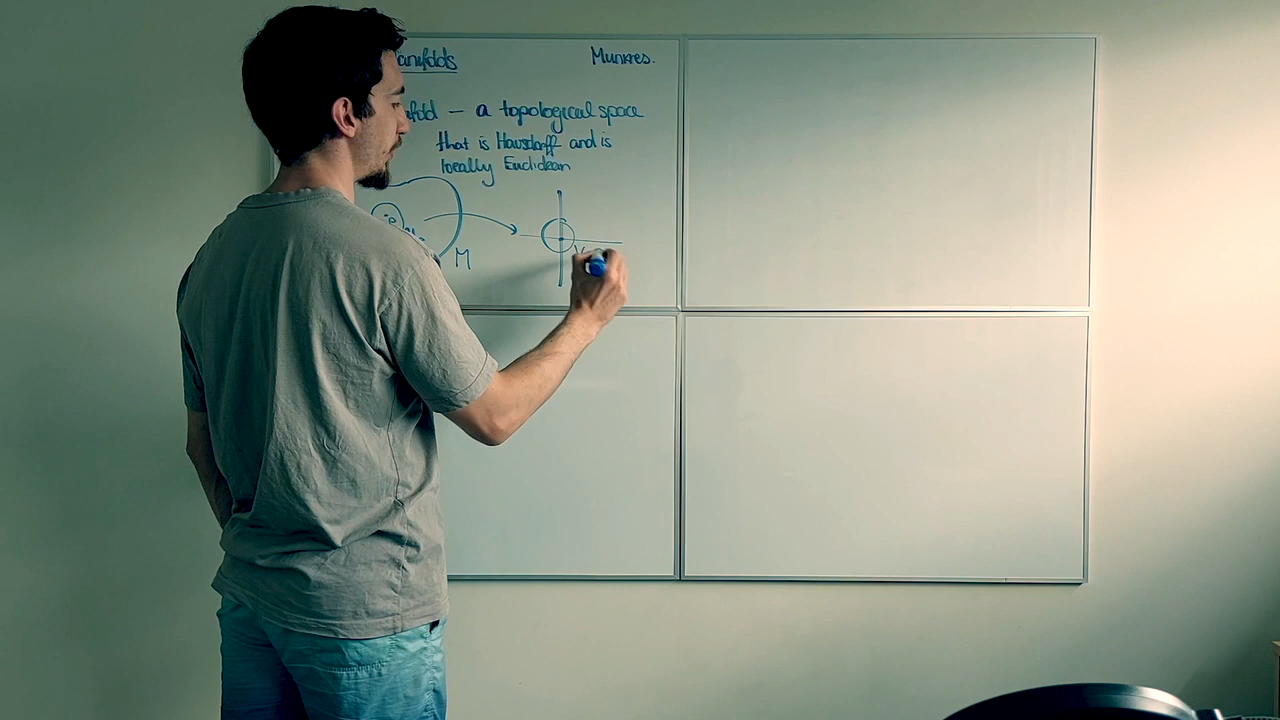 anifolds Munkres.
nifold — a topological space
that is Hausdorff and is
locally Euclidean
M